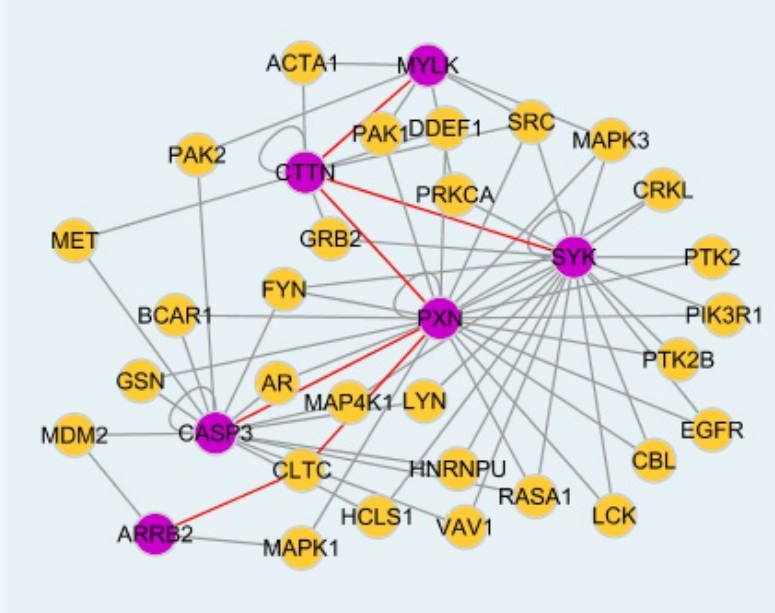 ACTA1
MYLK
PAK1
DDEF1
SRC
MAPK3
PAK2
CTTN
PRKCA
CRKL
MET
GRB2
SYK
PTK2
FYN
BCAR1
PXN
PIK3R1
PTK2B
GSN
AR
MAP4K1
LYN
MDM2
CASP3
EGFR
CLTC
HNRNPU
CBL
RASA1
ARRB2
MAPK1
HCLS1
VAV1
LCK